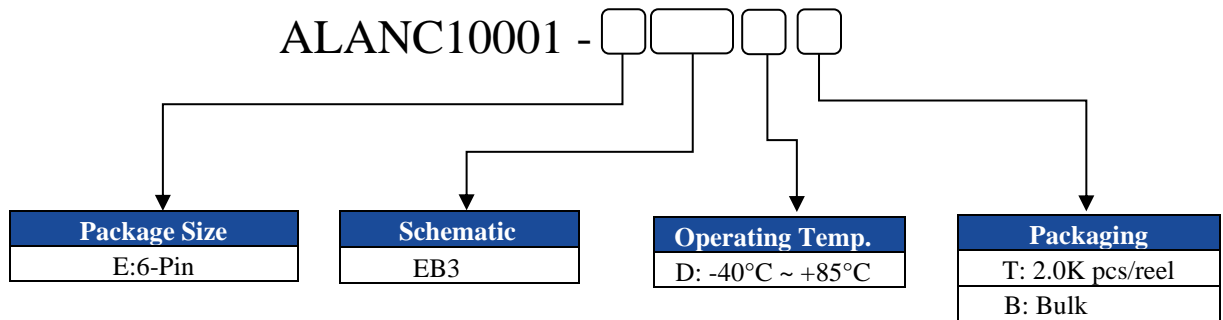 ALANC10001 -
Package Size
E:6-Pin
Schematic
EB3
Operating Temp.
D: -40°C ~ +85°C
Packaging
T: 2.0K pcs/reel
B: Bulk